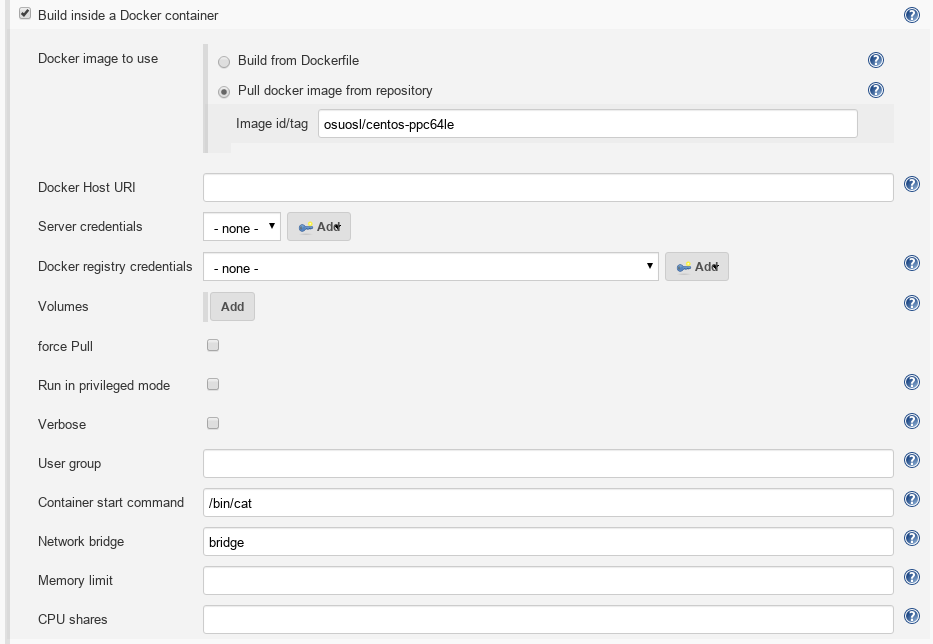 Build inside a Docker container
Docker image to use
Build from Dockerfile
Pull docker image from repository
Image id/tag osuosl/centos-ppc64le
Docker Host URI
Server credentials - none - Add
Docker registry credentials - none - Add
Volumes Add
force Pull
Run in privileged mode
Verbose
User group
Container start command /bin/cat
Network bridge bridge
Memory limit
CPU shares